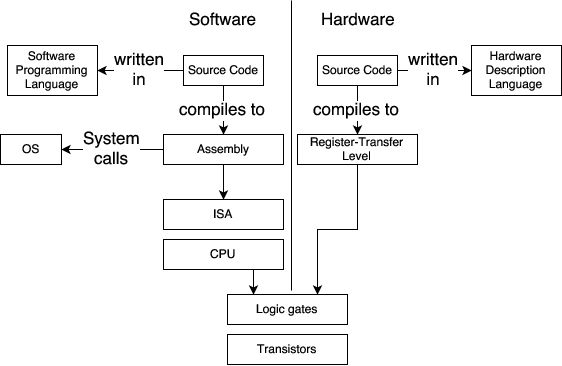 Software
Hardware
Software
Programming
Language
written
in
Source Code
Source Code
written
in
Hardware
Description
Language
compiles to
compiles to
OS
System
calls
Assembly
Register-Transfer
Level
ISA
CPU
Logic gates
Transistors